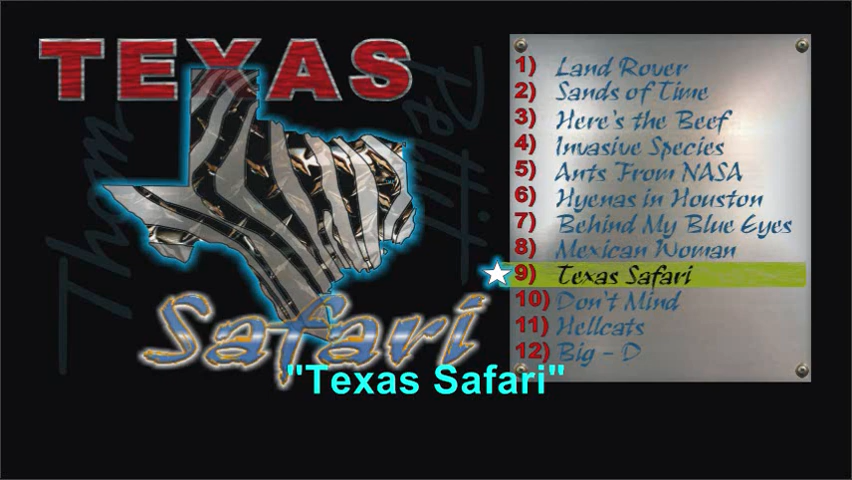 TEXAS
Thom
Pettit
Safari
"Texas Safari"
1) Land Rover
2) Sands of Time
3) Here's the Beef
4) Invasive Species
5) Ants From NASA
6) Hyenas in Houston
7) Behind My Blue Eyes
8) Mexican Woman
9) Texas Safari
10) Don't Mind
11) Hellcats
12) Big - D